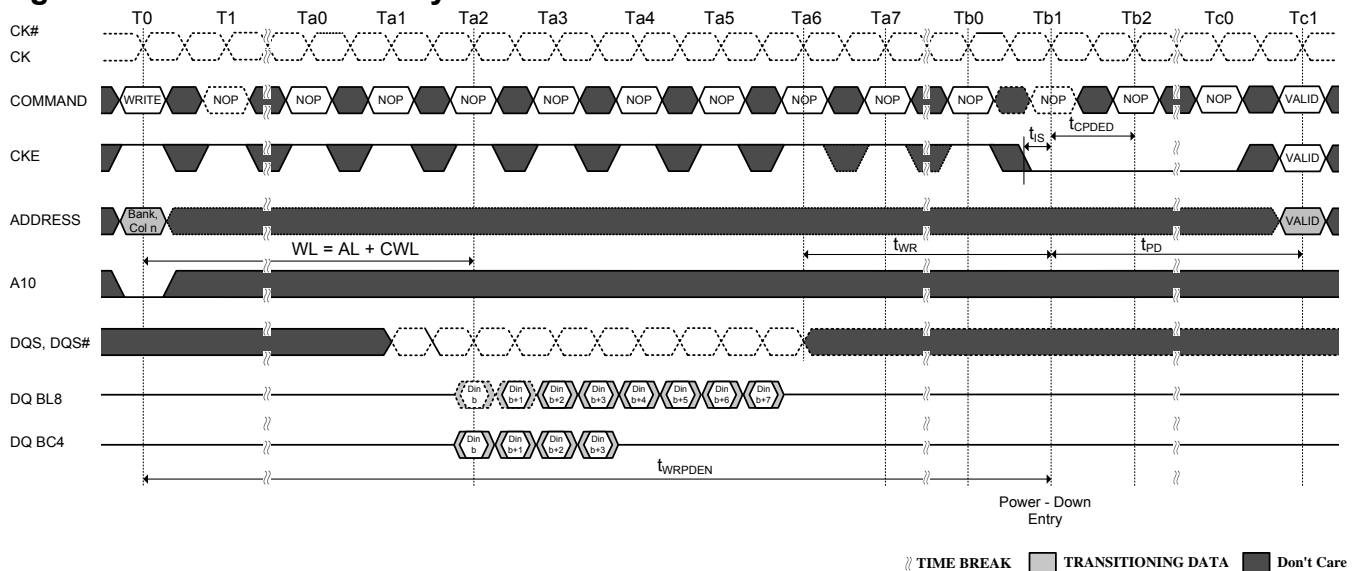 T0 T1 Ta0 Ta1 Ta2 Ta3 Ta4 Ta5 Ta6 Ta7 Tb0 Tb1 Tb2 Tc0 Tc1
CK#
CK
COMMAND WRITE NOP NOP NOP NOP NOP NOP NOP NOP NOP NOP NOP NOP NOP VALID
tIS tCPDED
CKE VALID
ADDRESS Bank, Col n VALID
WL = AL + CWL tWR tPD
A10
DQS, DQS#
DQ BL8 Din b Din b+1 Din b+2 Din b+3 Din b+4 Din b+5 Din b+6 Din b+7
DQ BC4 Din b Din b+1 Din b+2 Din b+3
tWRPDEN
Power - Down
Entry
TIME BREAK TRANSITIONING DATA Don't Care